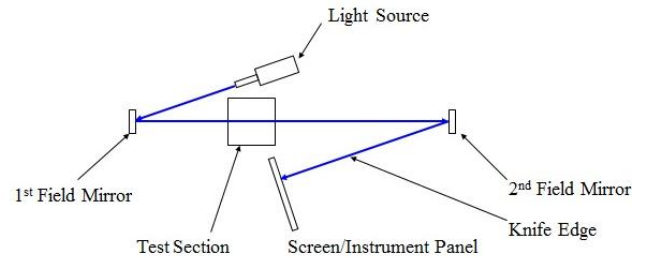 Light Source
1st Field Mirror
2nd Field Mirror
Knife Edge
Test Section
Screen/Instrument Panel